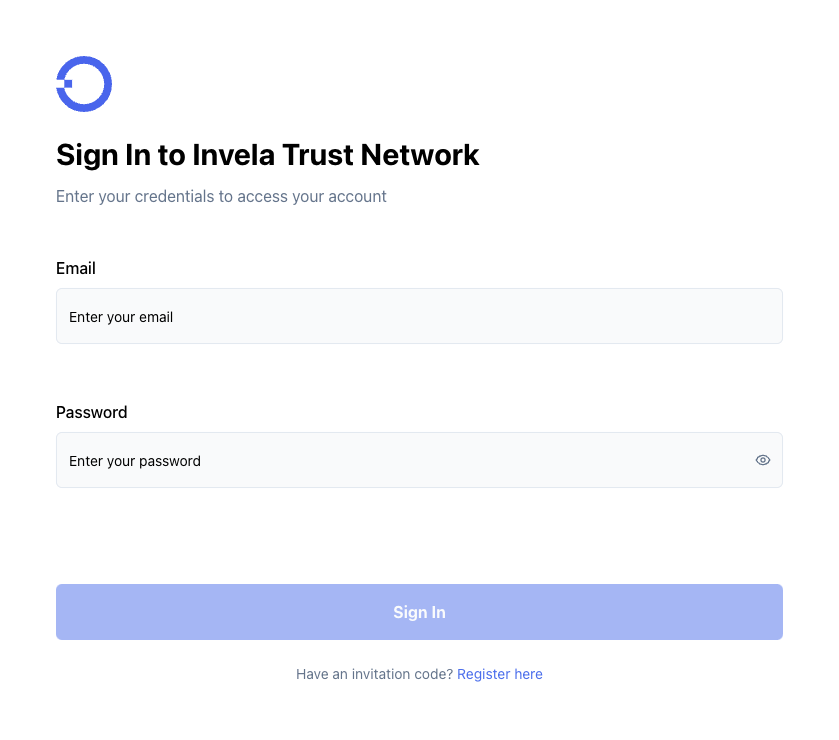 Sign In to Invela Trust Network
Enter your credentials to access your account
Email
Enter your email
Password
Enter your password
Sign In
Have an invitation code? Register here